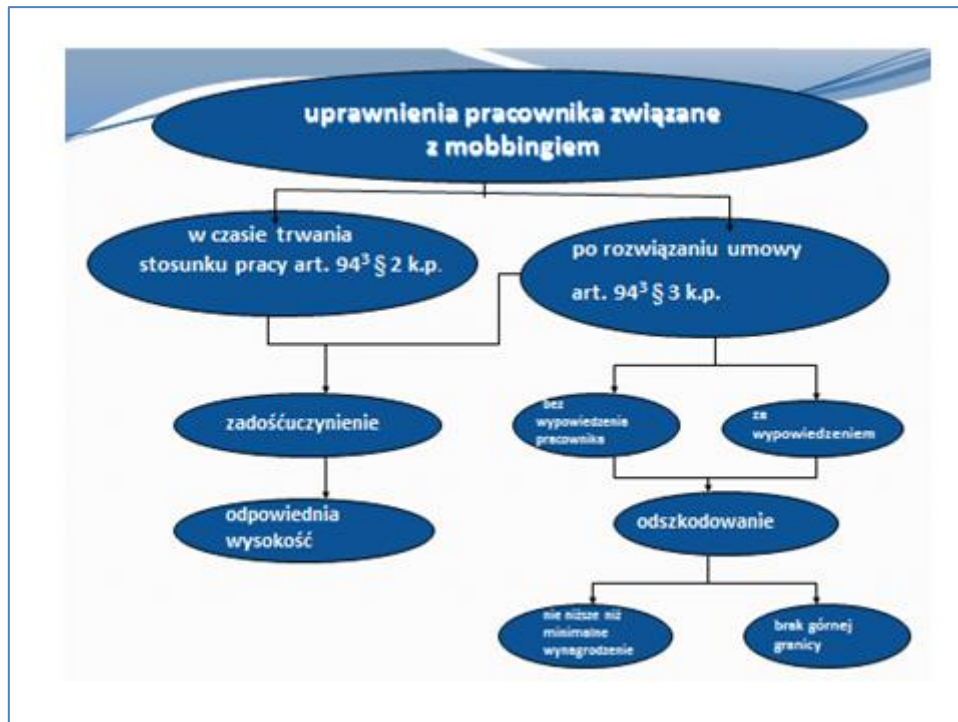 uprawnienia pracownika związane
z mobbingiem
w czasie trwania
stosunku pracy art. 94³ § 2 k.p.
po rozwiązaniu umowy
art. 94³ § 3 k.p.
zadośćuczynienie
bez
wypowiedzenia
pracownika
za
wypowiedzeniem
odpowiednia
wysokość
odszkodowanie
nie niższe niż
minimalne
wynagrodzenie
brak górnej
granicy